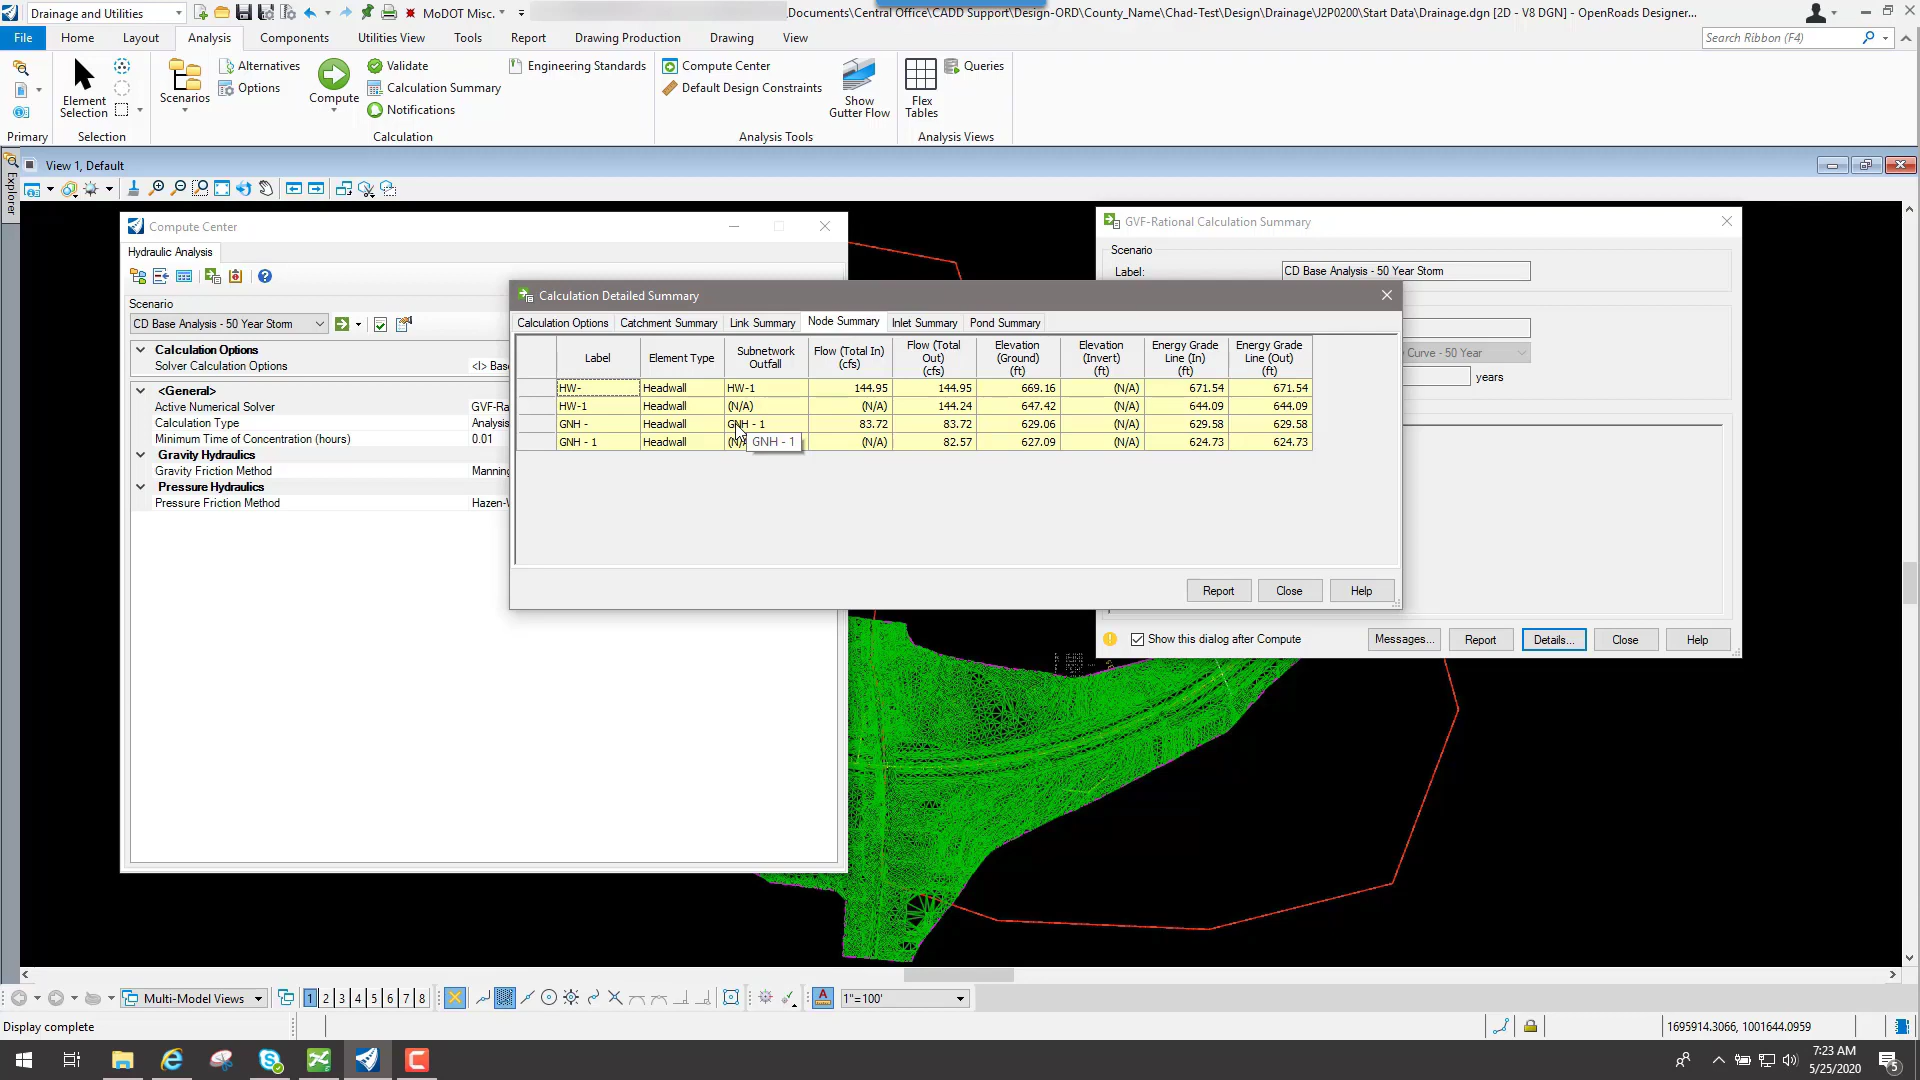 Drainage and Utilities
MoDOT Misc.
.Documents\Central Office\CADD Support\Design-ORD\County_Name\Chad-Test\Design\Drainage\J2P0200\Start Data\Drainage.dgn [2D - V8 DGN] - OpenRoads Designer...
File Home Layout Analysis Components Utilities View Tools Report Drawing Production Drawing View
Search Ribbon (F4)
Element Selection
Scenarios
Alternatives
Options
Compute
Validate
Calculation Summary
Notifications
Engineering Standards
Compute Center
Default Design Constraints
Show Gutter Flow
Flex Tables
Queries
Primary Selection Calculation Analysis Tools Analysis Views
View 1, Default
Explorer
Compute Center
Hydraulic Analysis
Scenario
CD Base Analysis - 50 Year Storm
Calculation Options
Solver Calculation Options <I> Bas
<General>
Active Numerical Solver GVF-Ra
Calculation Type Analysis
Minimum Time of Concentration (hours) 0.01
Gravity Hydraulics
Gravity Friction Method Manning
Pressure Hydraulics
Pressure Friction Method Hazen-W
GVF-Rational Calculation Summary
Scenario
Label: CD Base Analysis - 50 Year Storm
Curve - 50 Year
years
Show this dialog after Compute
Messages... Report Details... Close Help
Calculation Detailed Summary
Calculation Options Catchment Summary Link Summary Node Summary Inlet Summary Pond Summary
Label Element Type Subnetwork Outfall Flow (Total In) (cfs) Flow (Total Out) (cfs) Elevation (Ground) (ft) Elevation (Invert) (ft) Energy Grade Line (In) (ft) Energy Grade Line (Out) (ft)
HW- Headwall HW-1 144.95 144.95 669.16 (N/A) 671.54 671.54
HW-1 Headwall (N/A) (N/A) 144.24 647.42 (N/A) 644.09 644.09
GNH - Headwall GNH - 1 83.72 83.72 629.06 (N/A) 629.58 629.58
GNH - 1 Headwall (N/A) (N/A) 82.57 627.09 (N/A) 624.73 624.73
GNH - 1
Report Close Help
Multi-Model Views
1 2 3 4 5 6 7 8
1"=100'
Display complete
1695914.3066, 1001644.0959
7:23 AM
5/25/2020
5